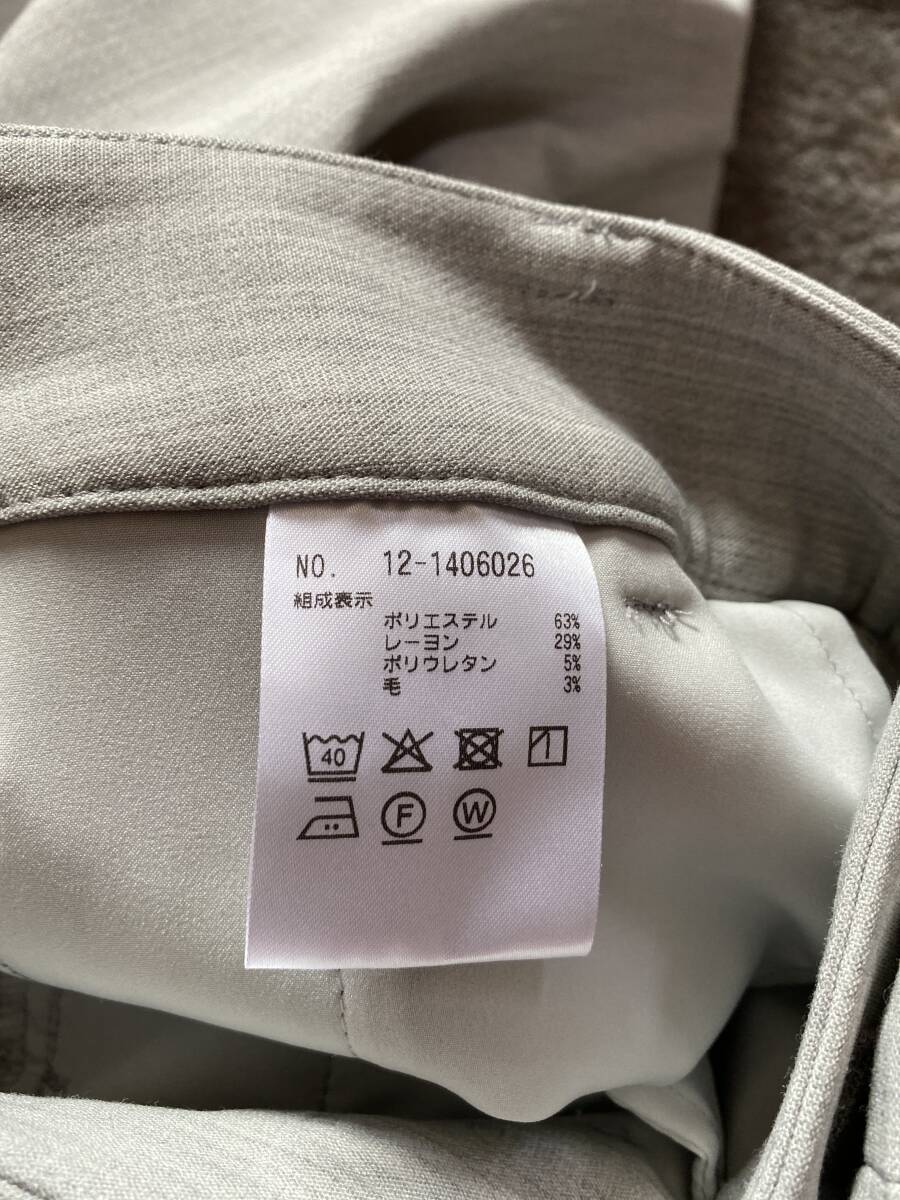 NO. 12-1406026
組成表示
ポリエステル 63%
レーヨン 29%
ポリウレタン 5%
毛 3%
40
F W